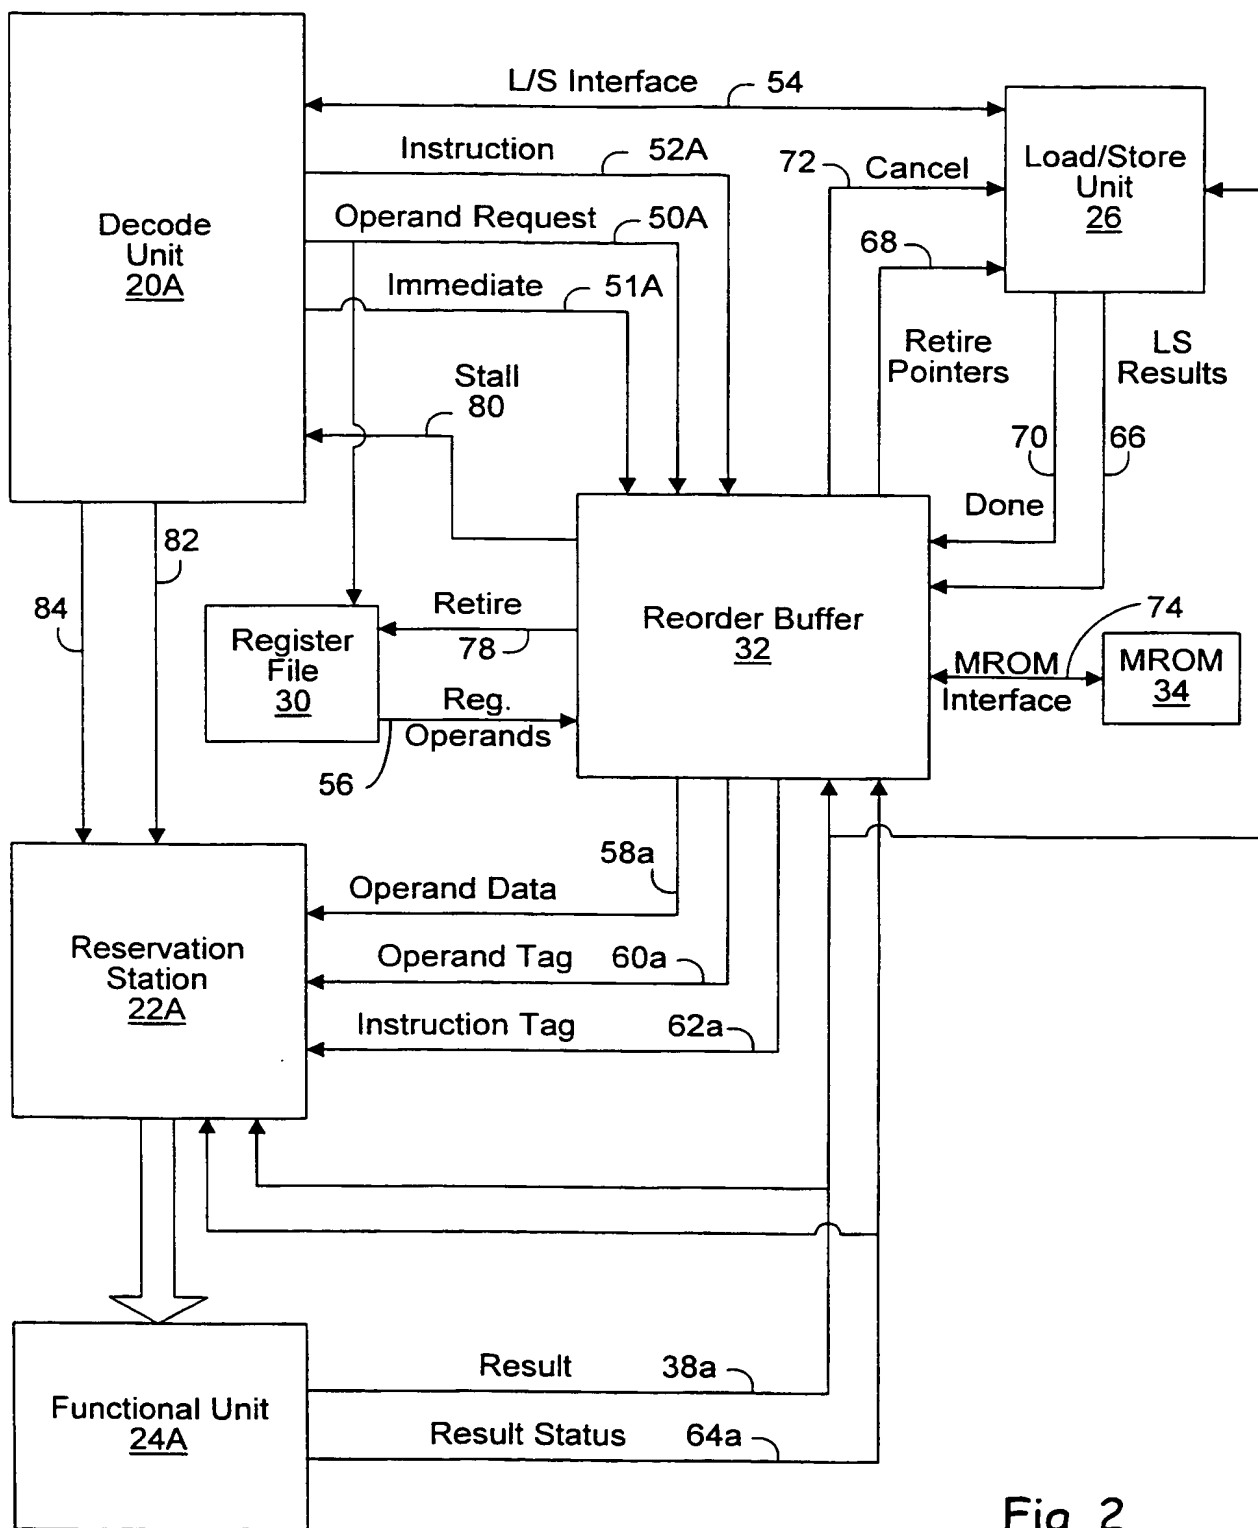 L/S Interface 54
Instruction 52A
Operand Request 50A
Immediate 51A
Decode
Unit
20A
72 Cancel
68
Load/Store
Unit
26
Retire
Pointers
LS
Results
Stall
80
70
66
Done
82
84
Register
File
30
Retire
78
Reg.
Operands
56
Reorder Buffer
32
74
MROM
Interface
MROM
34
58a
Operand Data
Operand Tag 60a
Instruction Tag 62a
Reservation
Station
22A
Result 38a
Result Status 64a
Functional Unit
24A
Fig. 2